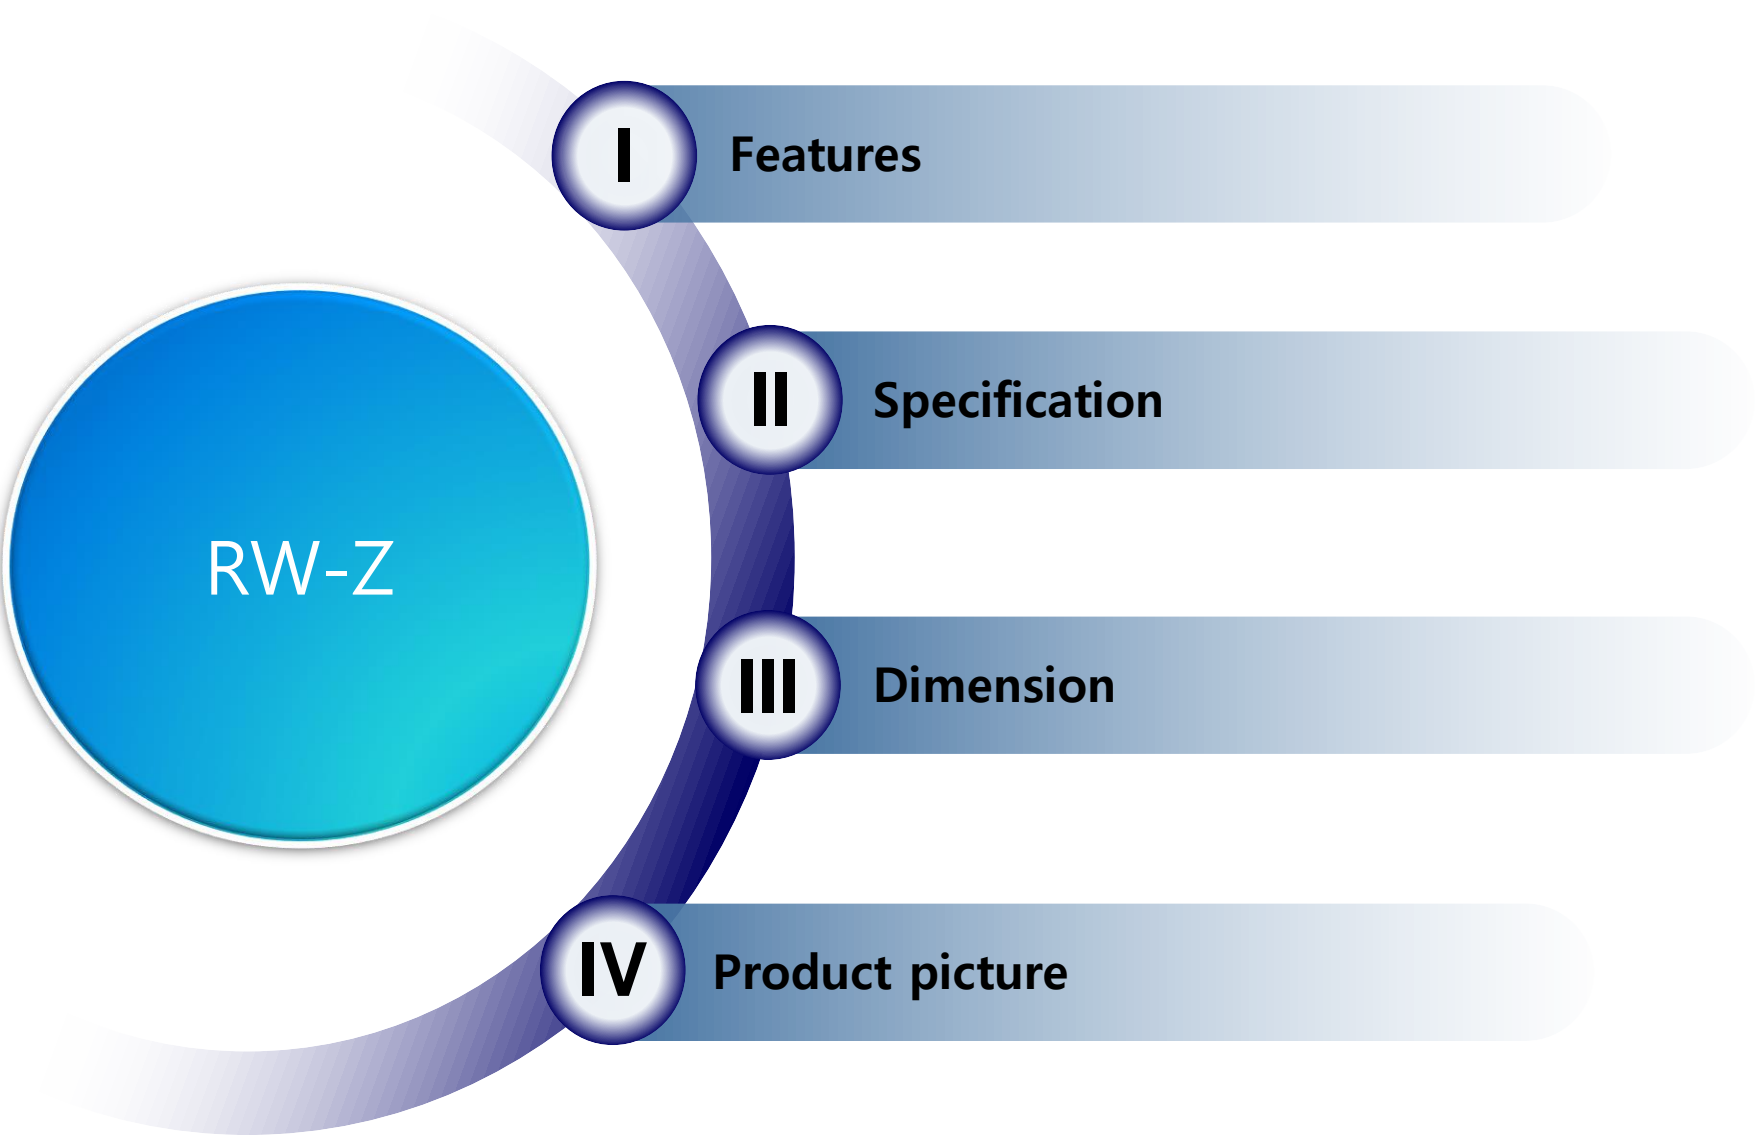 RW-Z
I
Features
II
Specification
III
Dimension
IV
Product picture